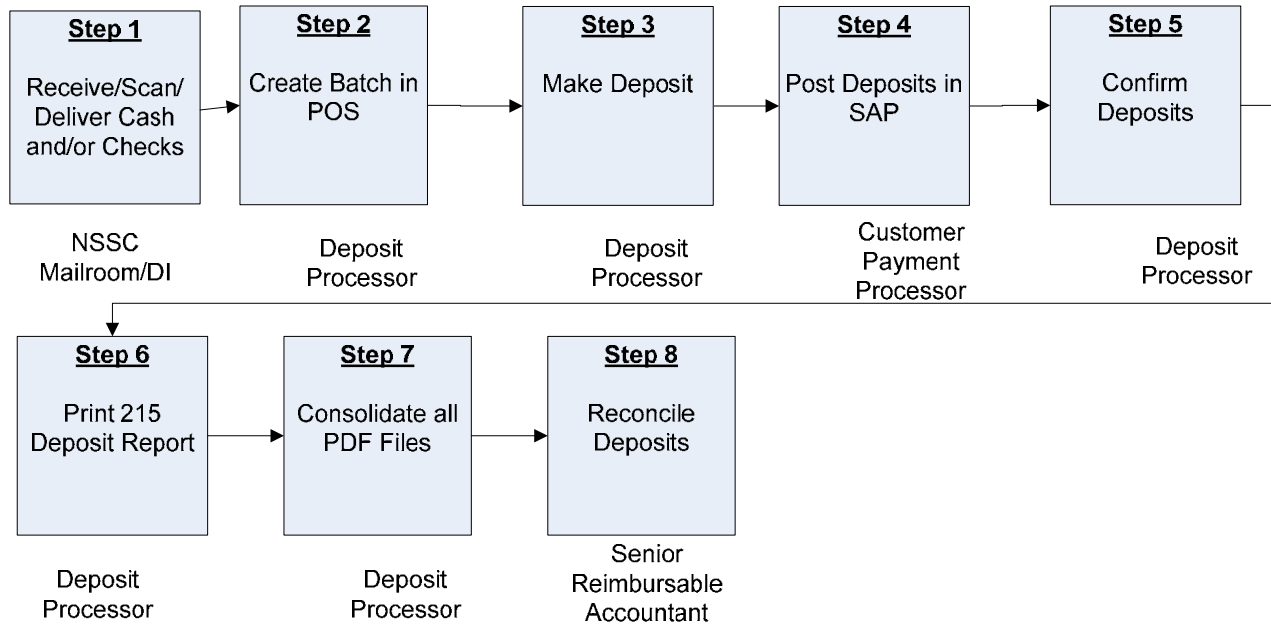 Step 1
Receive/Scan/
Deliver Cash
and/or Checks
NSSC
Mailroom/DI
Step 2
Create Batch in
POS
Deposit
Processor
Step 3
Make Deposit
Deposit
Processor
Step 4
Post Deposits in
SAP
Customer
Payment
Processor
Step 5
Confirm
Deposits
Deposit
Processor
Step 6
Print 215
Deposit Report
Deposit
Processor
Step 7
Consolidate all
PDF Files
Deposit
Processor
Step 8
Reconcile
Deposits
Senior
Reimbursable
Accountant